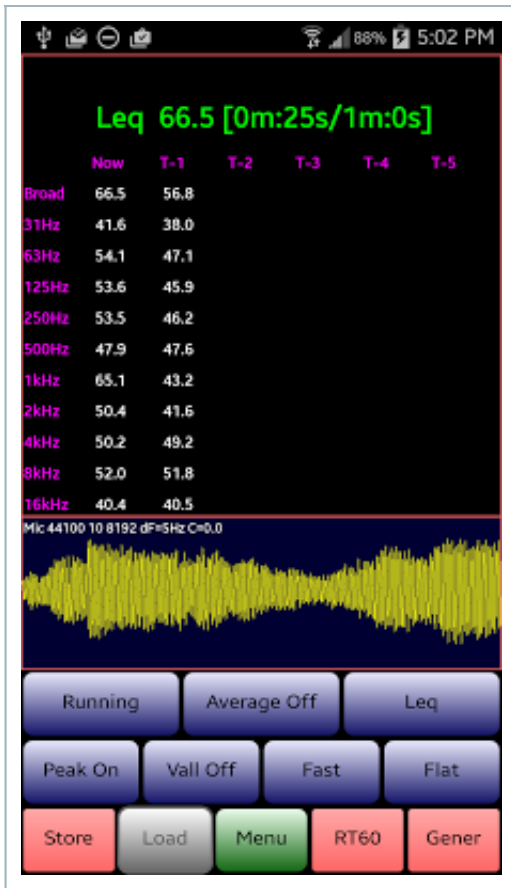 88% 5:02 PM
Leq 66.5 [0m:25s/1m:0s]
Now T-1 T-2 T-3 T-4 T-5
Broad 66.5 56.8
31Hz 41.6 38.0
63Hz 54.1 47.1
125Hz 53.6 45.9
250Hz 53.5 46.2
500Hz 47.9 47.6
1kHz 65.1 43.2
2kHz 50.4 41.6
4kHz 50.2 49.2
8kHz 52.0 51.8
16kHz 40.4 40.5
Mic 44100 10 8192 dF=5Hz C=0.0
Running Average Off Leq
Peak On Vall Off Fast Flat
Store Load Menu RT60 Gener